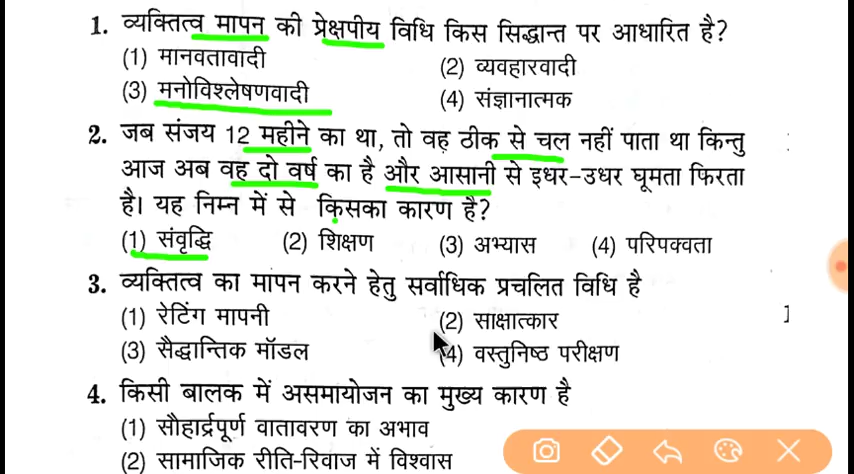 1. व्यक्तित्व मापन की प्रेक्षपीय विधि किस सिद्धान्त पर आधारित है?
(1) मानवतावादी (2) व्यवहारवादी
(3) मनोविश्लेषणवादी (4) संज्ञानात्मक
2. जब संजय 12 महीने का था, तो वह ठीक से चल नहीं पाता था किन्तु
आज अब वह दो वर्ष का है और आसानी से इधर-उधर घूमता फिरता
है। यह निम्न में से किसका कारण है?
(1) संवृद्धि (2) शिक्षण (3) अभ्यास (4) परिपक्वता
3. व्यक्तित्व का मापन करने हेतु सर्वाधिक प्रचलित विधि है
(1) रेटिंग मापनी (2) साक्षात्कार
(3) सैद्धान्तिक मॉडल (4) वस्तुनिष्ठ परीक्षण
4. किसी बालक में असमायोजन का मुख्य कारण है
(1) सौहार्द्रपूर्ण वातावरण का अभाव
(2) सामाजिक रीति-रिवाज में विश्वास